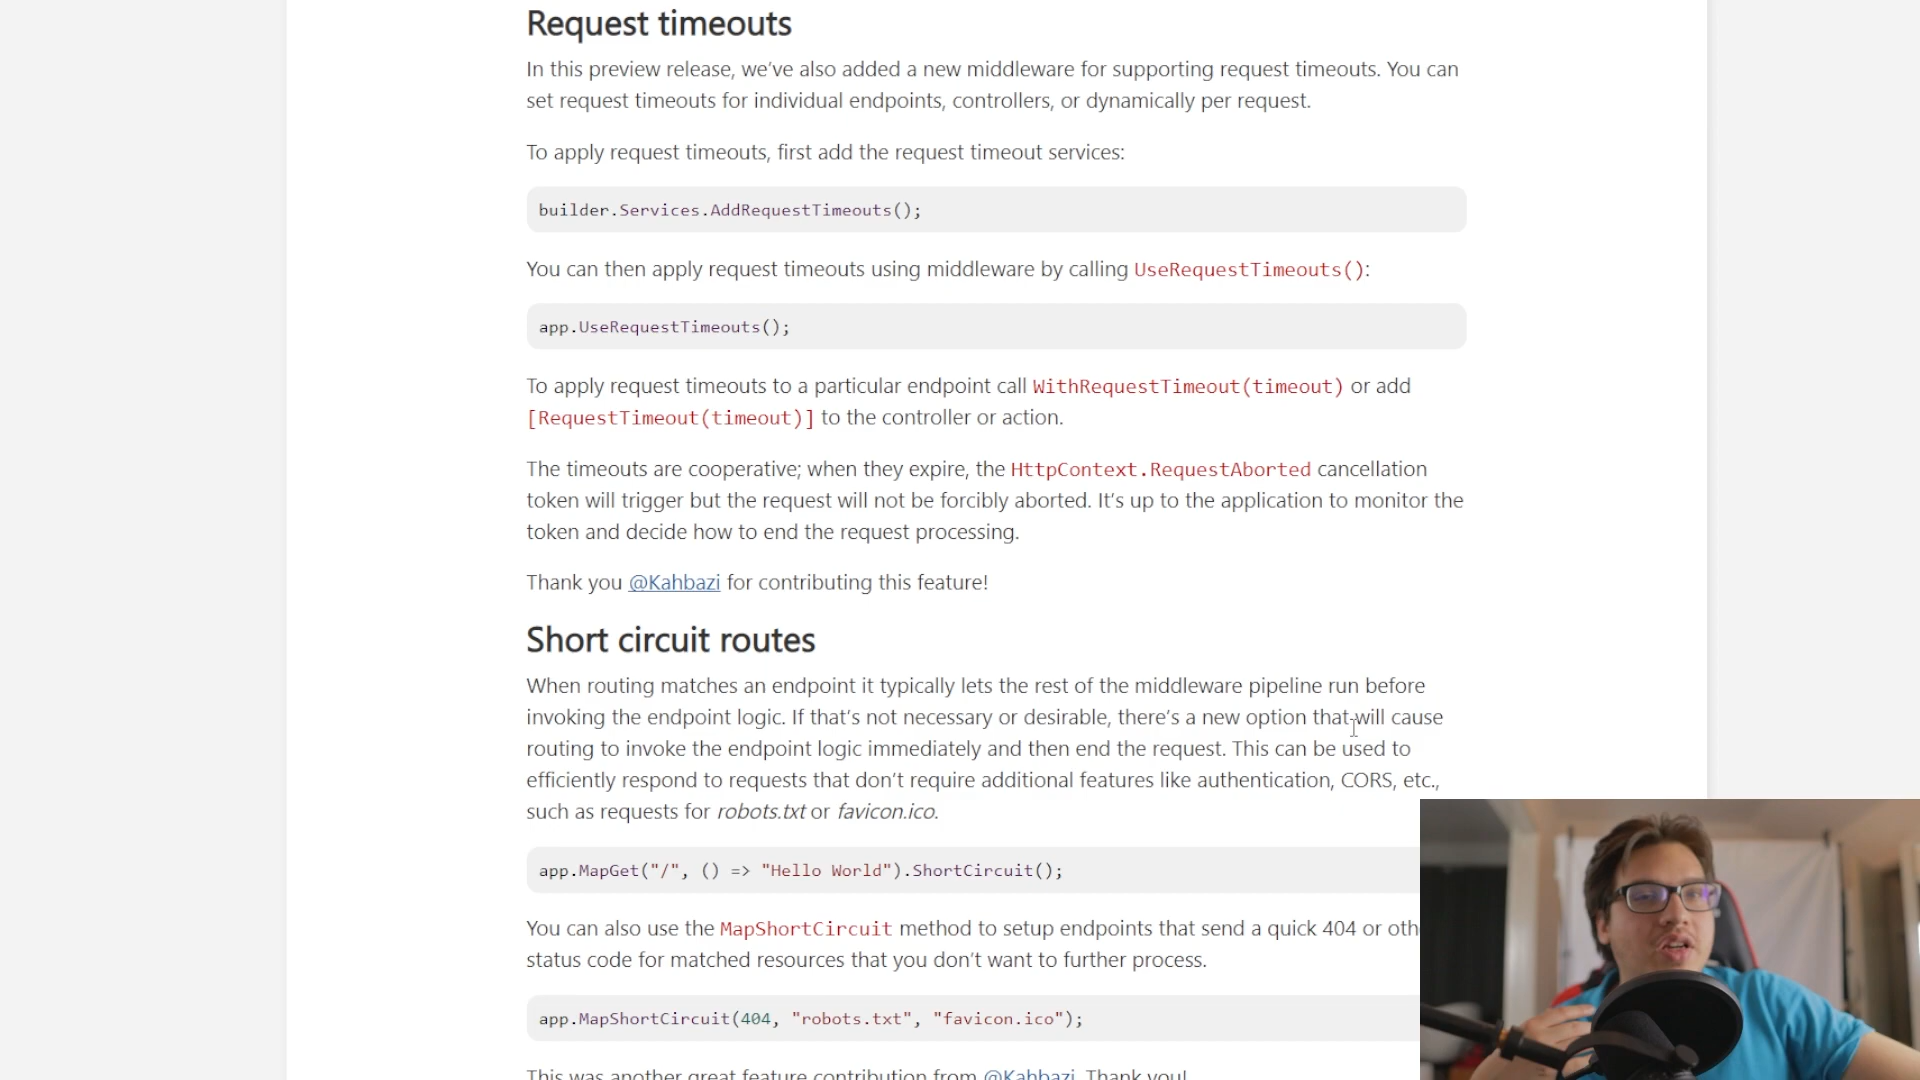 Request timeouts
In this preview release, we've also added a new middleware for supporting request timeouts. You can
set request timeouts for individual endpoints, controllers, or dynamically per request.
To apply request timeouts, first add the request timeout services:
builder.Services.AddRequestTimeouts();
You can then apply request timeouts using middleware by calling UseRequestTimeouts():
app.UseRequestTimeouts();
To apply request timeouts to a particular endpoint call WithRequestTimeout(timeout) or add
[RequestTimeout(timeout)] to the controller or action.
The timeouts are cooperative; when they expire, the HttpContext.RequestAborted cancellation
token will trigger but the request will not be forcibly aborted. It's up to the application to monitor the
token and decide how to end the request processing.
Thank you @Kahbazi for contributing this feature!
Short circuit routes
When routing matches an endpoint it typically lets the rest of the middleware pipeline run before
invoking the endpoint logic. If that's not necessary or desirable, there's a new option that will cause
routing to invoke the endpoint logic immediately and then end the request. This can be used to
efficiently respond to requests that don't require additional features like authentication, CORS, etc.,
such as requests for robots.txt or favicon.ico.
app.MapGet("/", () => "Hello World").ShortCircuit();
You can also use the MapShortCircuit method to setup endpoints that send a quick 404 or oth
status code for matched resources that you don't want to further process.
app.MapShortCircuit(404, "robots.txt", "favicon.ico");
This was another great feature contribution from @Kahbazi. Thank you!